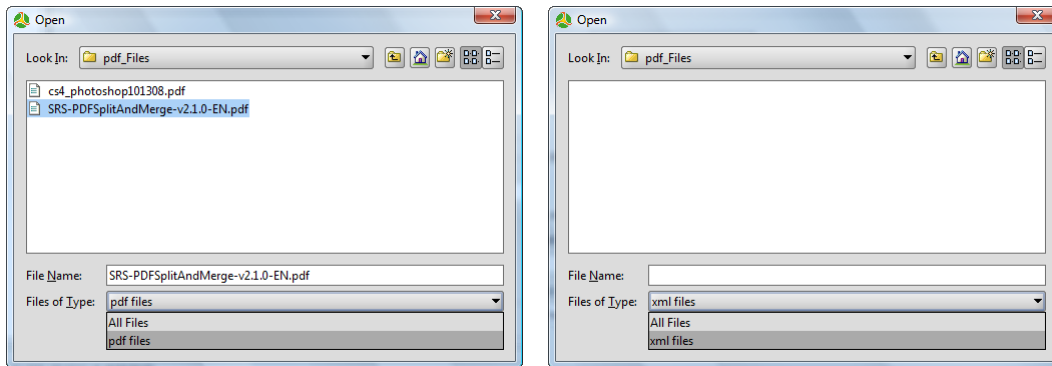 Open
Look In: pdf_Files
cs4_photoshop101308.pdf
SRS-PDFSplitAndMerge-v2.1.0-EN.pdf
File Name: SRS-PDFSplitAndMerge-v2.1.0-EN.pdf
Files of Type: pdf files
All Files
pdf files
Open
Look In: pdf_Files
File Name:
Files of Type: xml files
All Files
xml files